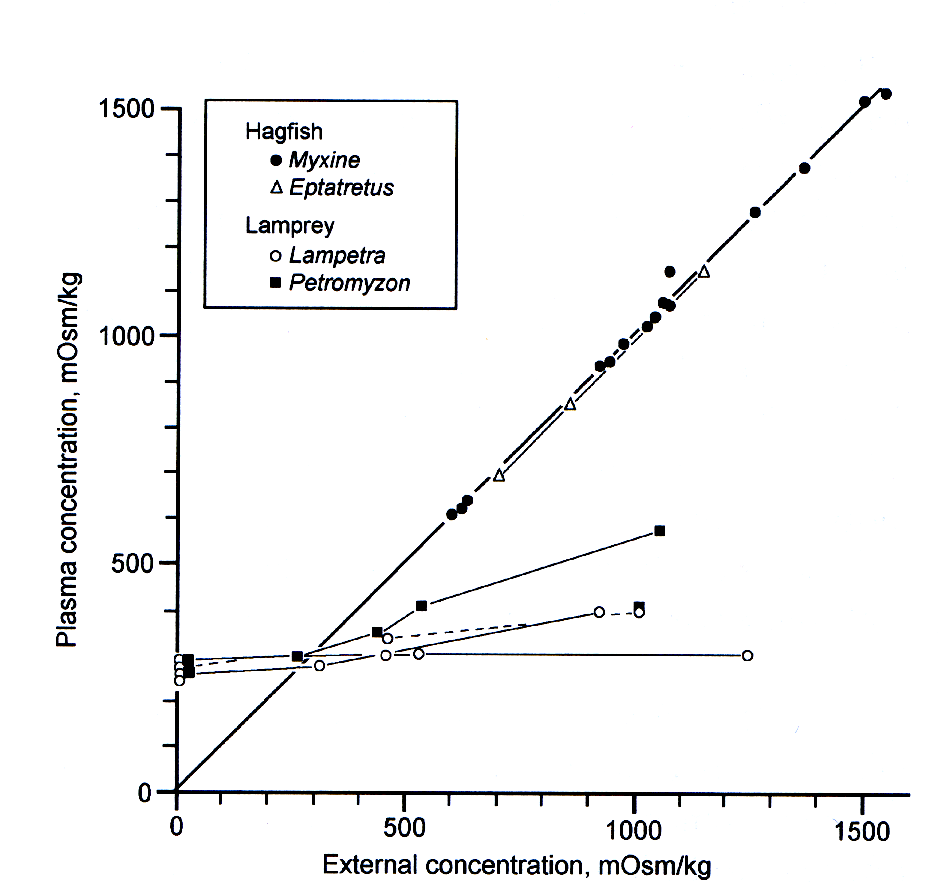 1500
1000
500
0
Plasma concentration, mOsm/kg
Hagfish
Myxine
Eptatretus
Lamprey
Lampetra
Petromyzon
0
500
1000
1500
External concentration, mOsm/kg